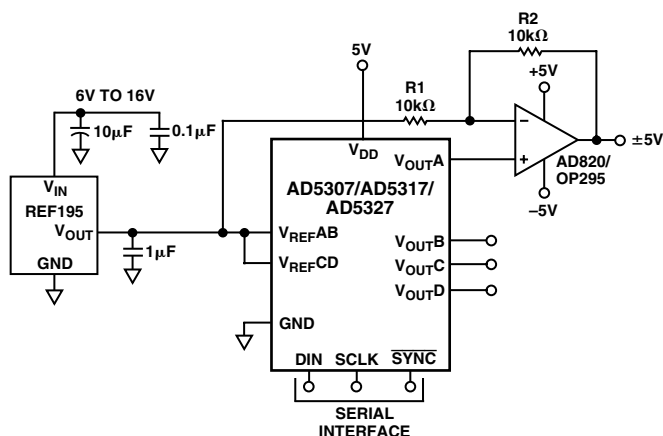 R2
10kΩ
5V
R1
10kΩ
+5V
6V TO 16V
10μF
0.1μF
−
+
±5V
AD820/
OP295
−5V
V_DD
V_OUTA
AD5307/AD5317/
AD5327
V_IN
REF195
V_OUT
GND
1μF
V_REFAB
V_REFCD
V_OUTB
V_OUTC
V_OUTD
GND
DIN SCLK S̅Y̅N̅C̅
SERIAL
INTERFACE